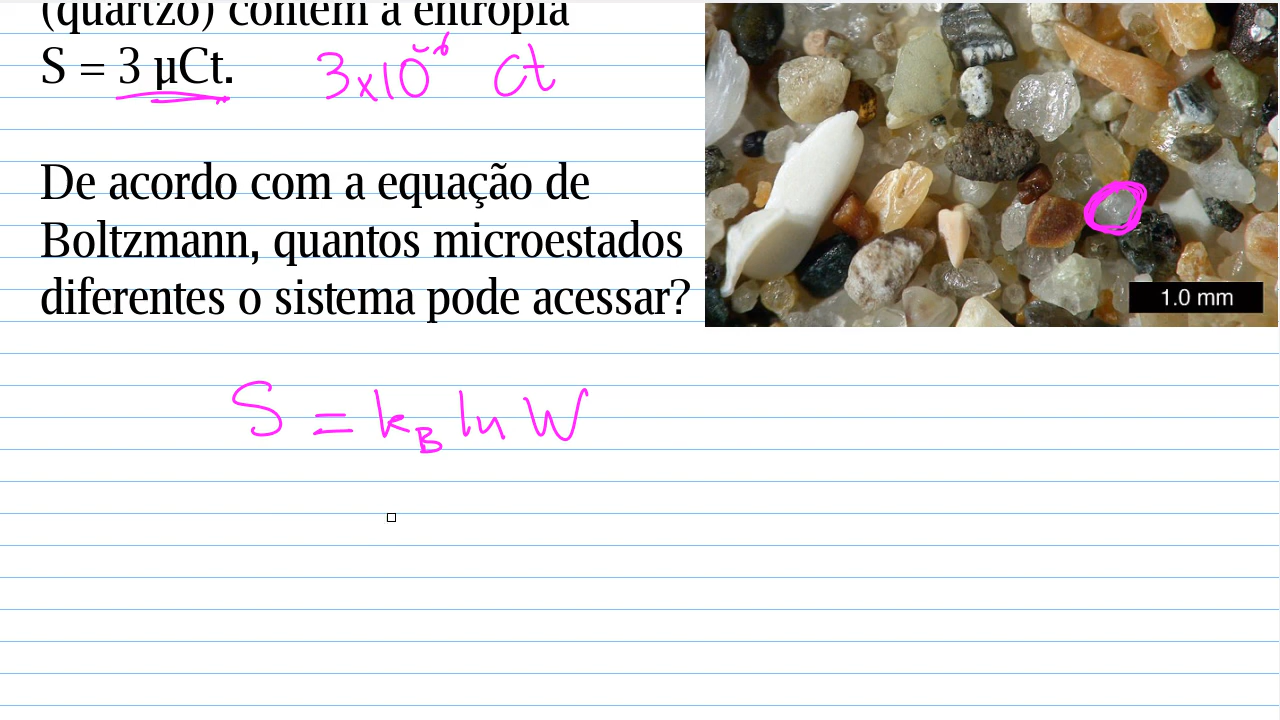 (quartzo) contém a entropia
S = 3 μCt.
3x10⁻⁶ Ct
De acordo com a equação de
Boltzmann, quantos microestados
diferentes o sistema pode acessar?
1.0 mm
S = k_B ln W